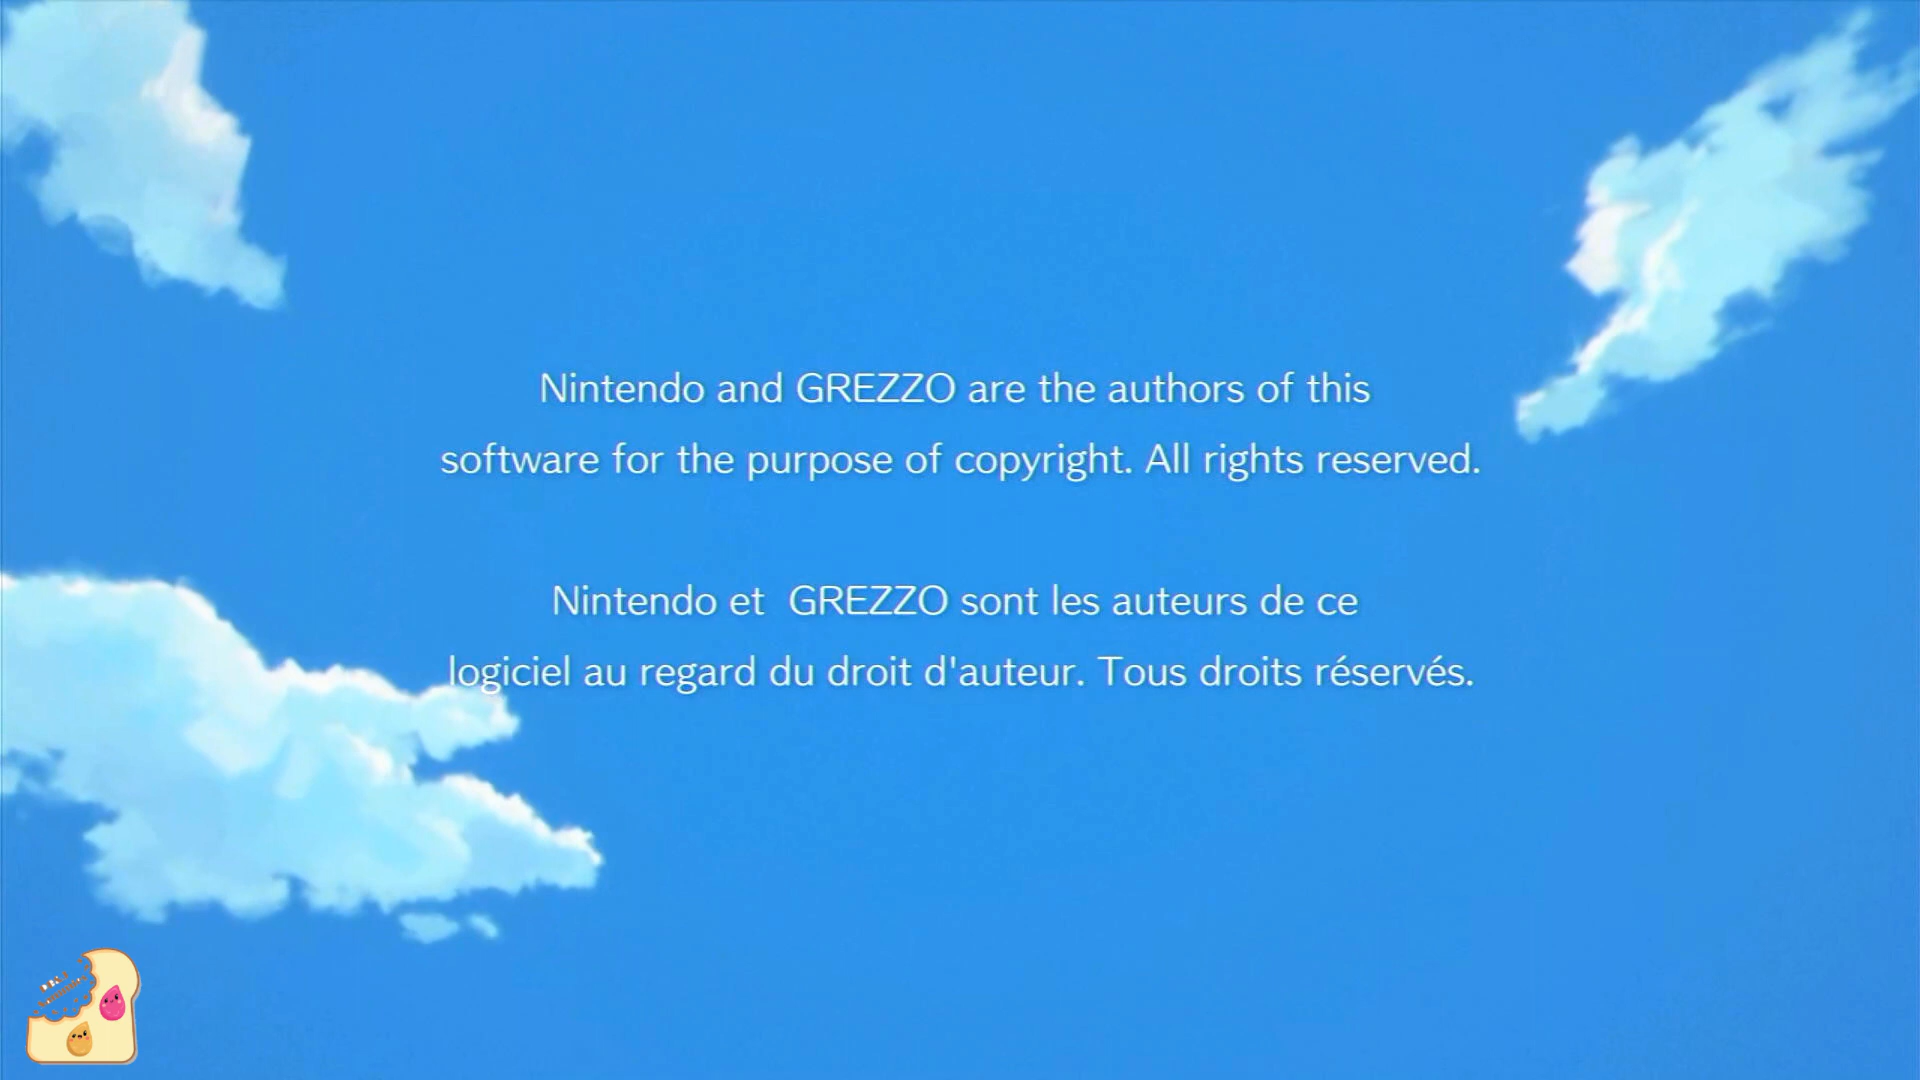 Nintendo and GREZZO are the authors of this
software for the purpose of copyright. All rights reserved.
Nintendo et  GREZZO sont les auteurs de ce
logiciel au regard du droit d'auteur. Tous droits réservés.